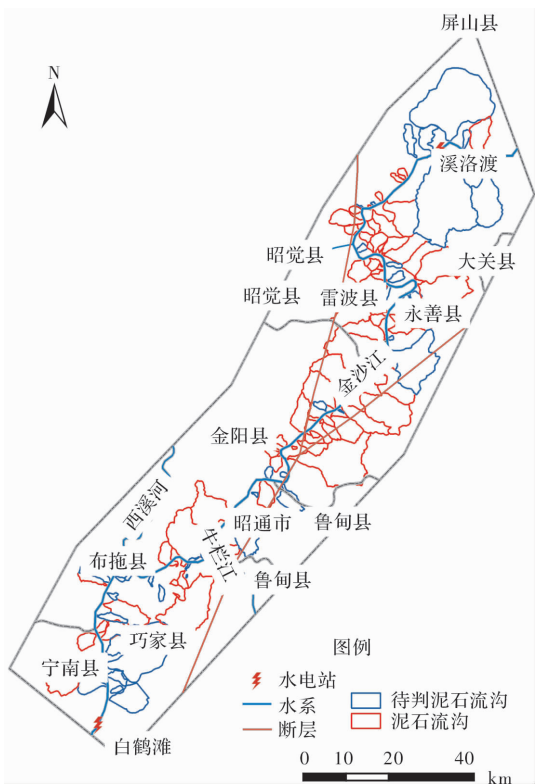 屏山县
N
溪洛渡
昭觉县
大关县
昭觉县
雷波县
永善县
金沙江
金阳县
西溪河
昭通市
鲁甸县
牛栏江
布拖县
鲁甸县
巧家县
宁南县
白鹤滩
图例
水电站
水系
待判泥石流沟
断层
泥石流沟
0 10 20 40
km